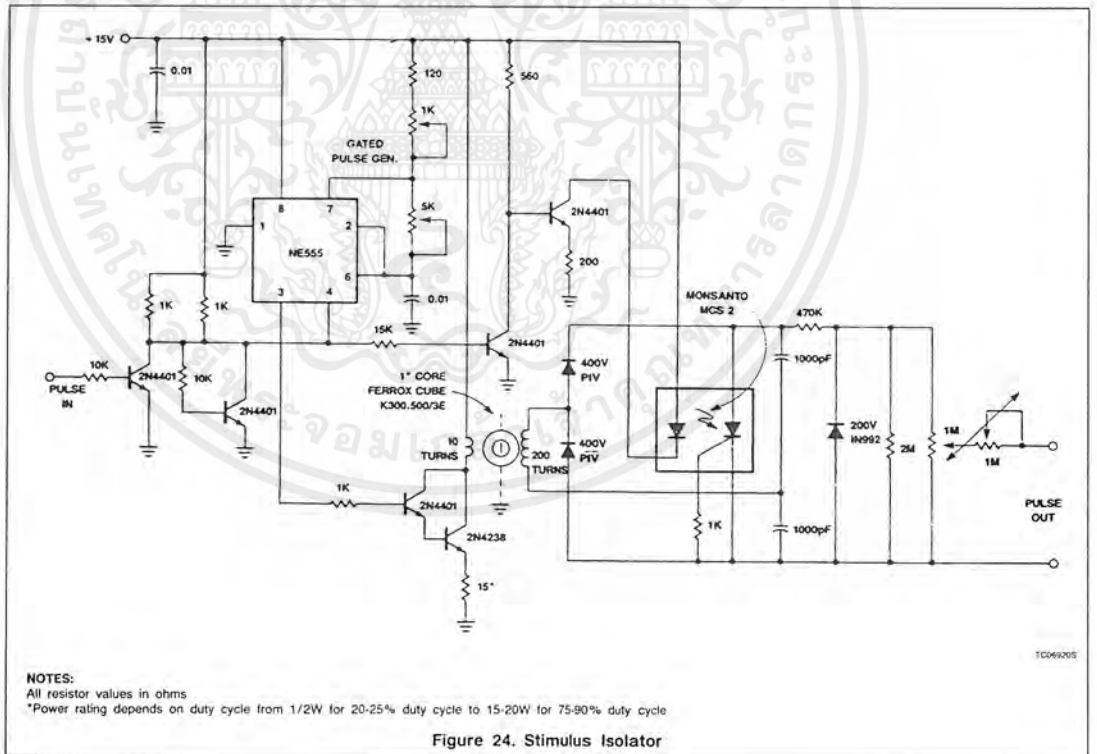 + 15V
0.01
120
560
1K
GATED
PULSE GEN.
8
7
1
2
5K
NE555
6
3
4
2N4401
200
0.01
1K
1K
MONSANTO
MCS 2
470K
15K
2N4401
1000pF
10K
2N4401
10K
400V
PIV
PULSE
IN
2N4401
1" CORE
FERROX CUBE
K300.500/3E
10
TURNS
200
TURNS
400V
PIV
200V
IN992
2M
1M
1M
1K
2N4401
1K
1000pF
PULSE
OUT
2N4238
15*
TC06920S
NOTES:
All resistor values in ohms
*Power rating depends on duty cycle from 1/2W for 20-25% duty cycle to 15-20W for 75-90% duty cycle
Figure 24. Stimulus Isolator